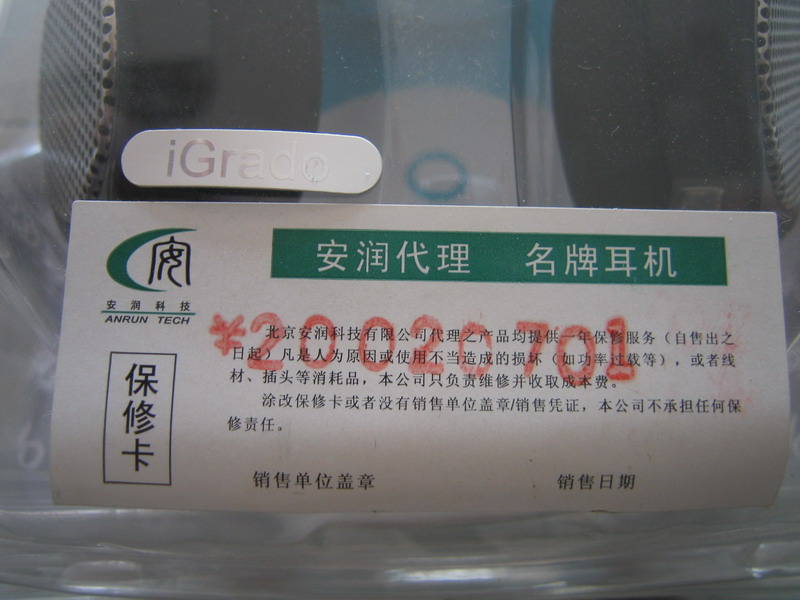 iGrado
安润代理 名牌耳机
安润科技
ANRUN TECH
保修卡
北京安润科技有限公司代理之产品均提供一年保修服务（自售出之
日起）凡是人为原因或使用不当造成的损坏（如功率过载等），或者线
材、插头等消耗品，本公司只负责维修并收取成本费。
涂改保修卡或者没有销售单位盖章/销售凭证，本公司不承担任何保
修责任。
销售单位盖章 销售日期